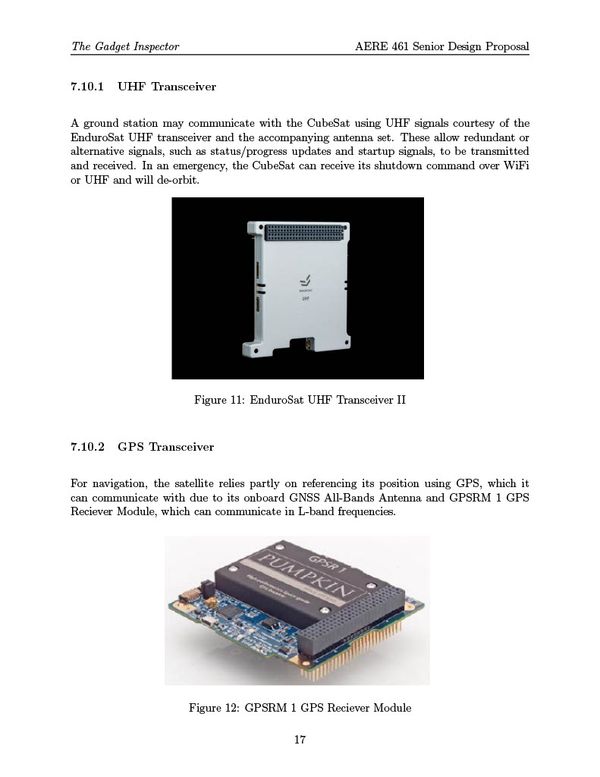 The Gadget Inspector
AERE 461 Senior Design Proposal
7.10.1 UHF Transceiver
A ground station may communicate with the CubeSat using UHF signals courtesy of the
EnduroSat UHF transceiver and the accompanying antenna set. These allow redundant or
alternative signals, such as status/progress updates and startup signals, to be transmitted
and received. In an emergency, the CubeSat can receive its shutdown command over WiFi
or UHF and will de-orbit.
UHF
Figure 11: EnduroSat UHF Transceiver II
7.10.2 GPS Transceiver
For navigation, the satellite relies partly on referencing its position using GPS, which it
can communicate with due to its onboard GNSS All-Bands Antenna and GPSRM 1 GPS
Reciever Module, which can communicate in L-band frequencies.
GPSR 1
PUMPKIN
Figure 12: GPSRM 1 GPS Reciever Module
17